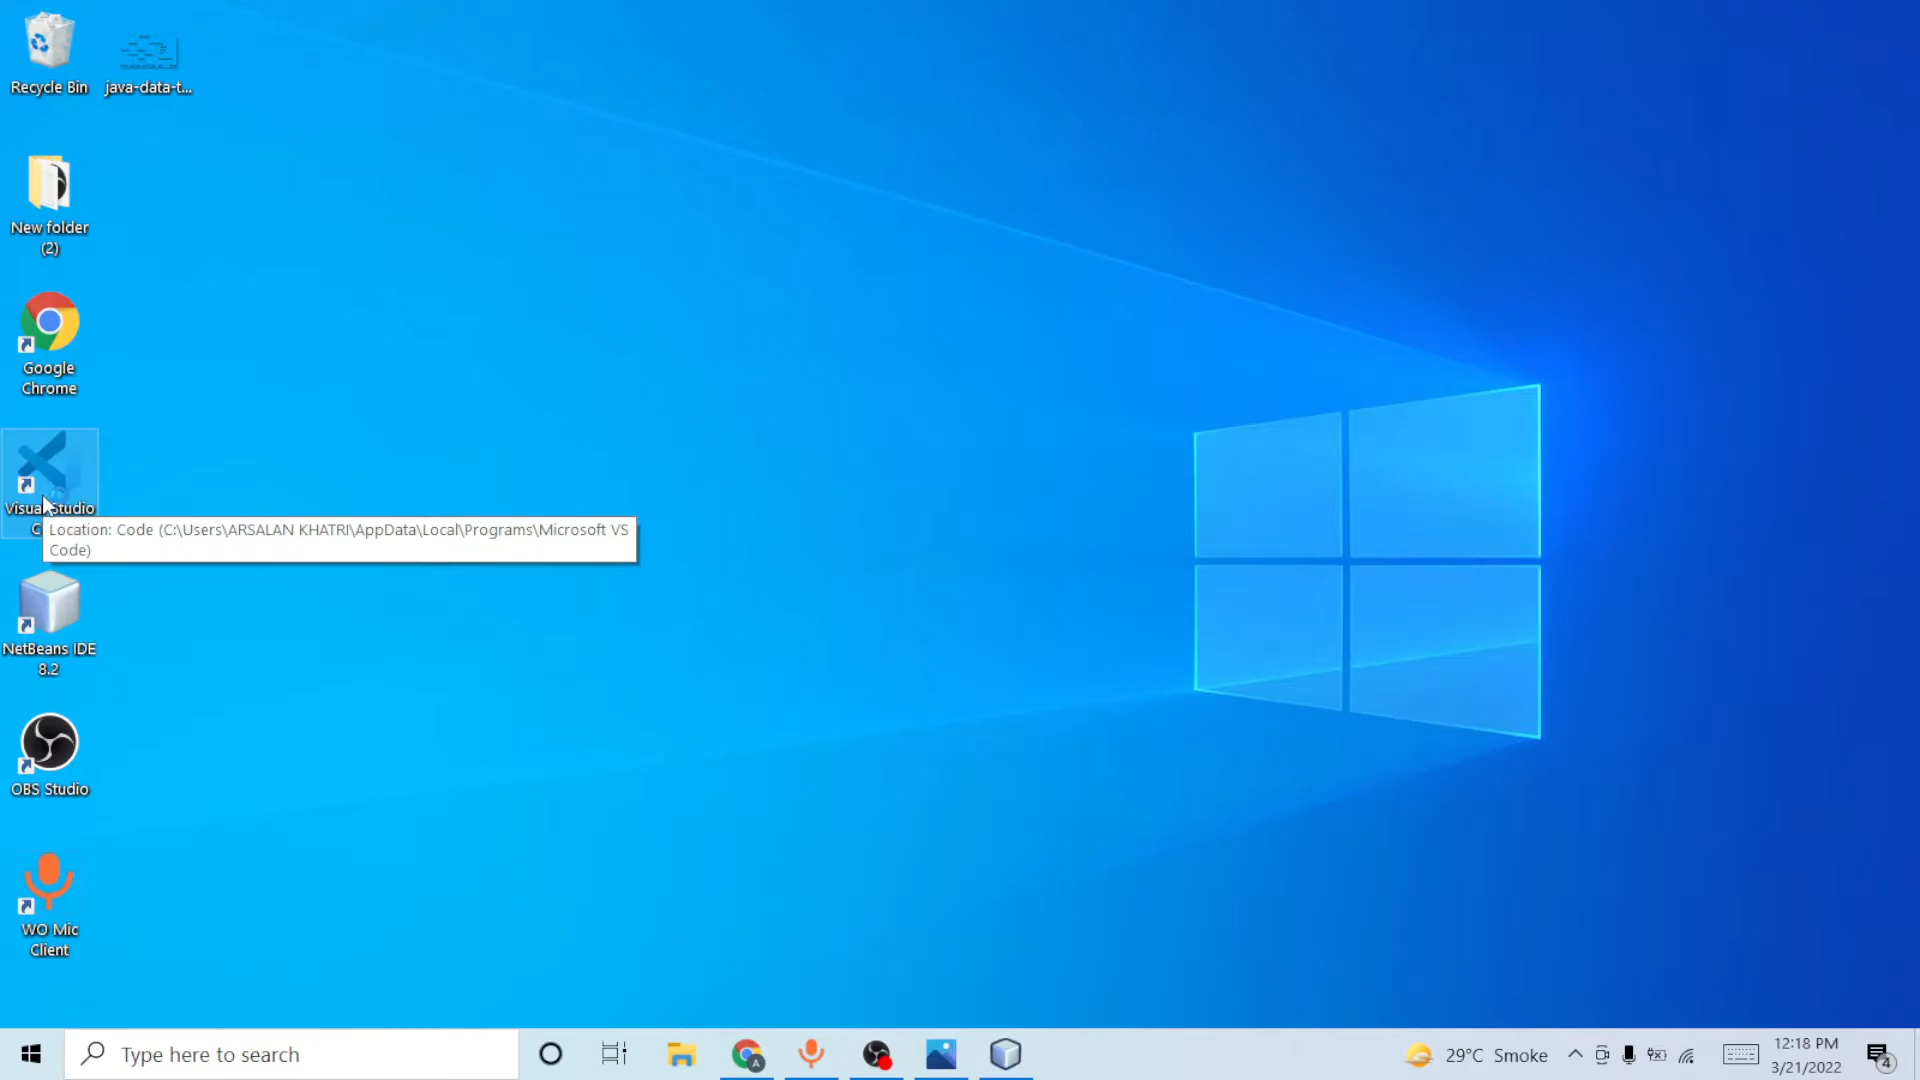 Recycle Bin
java-data-t...
New folder
(2)
Google
Chrome
Visual Studio
C
Location: Code (C:\Users\ARSALAN KHATRI\AppData\Local\Programs\Microsoft VS
Code)
NetBeans IDE
8.2
OBS Studio
WO Mic
Client
Type here to search
A
29°C Smoke
12:18 PM
3/21/2022
4